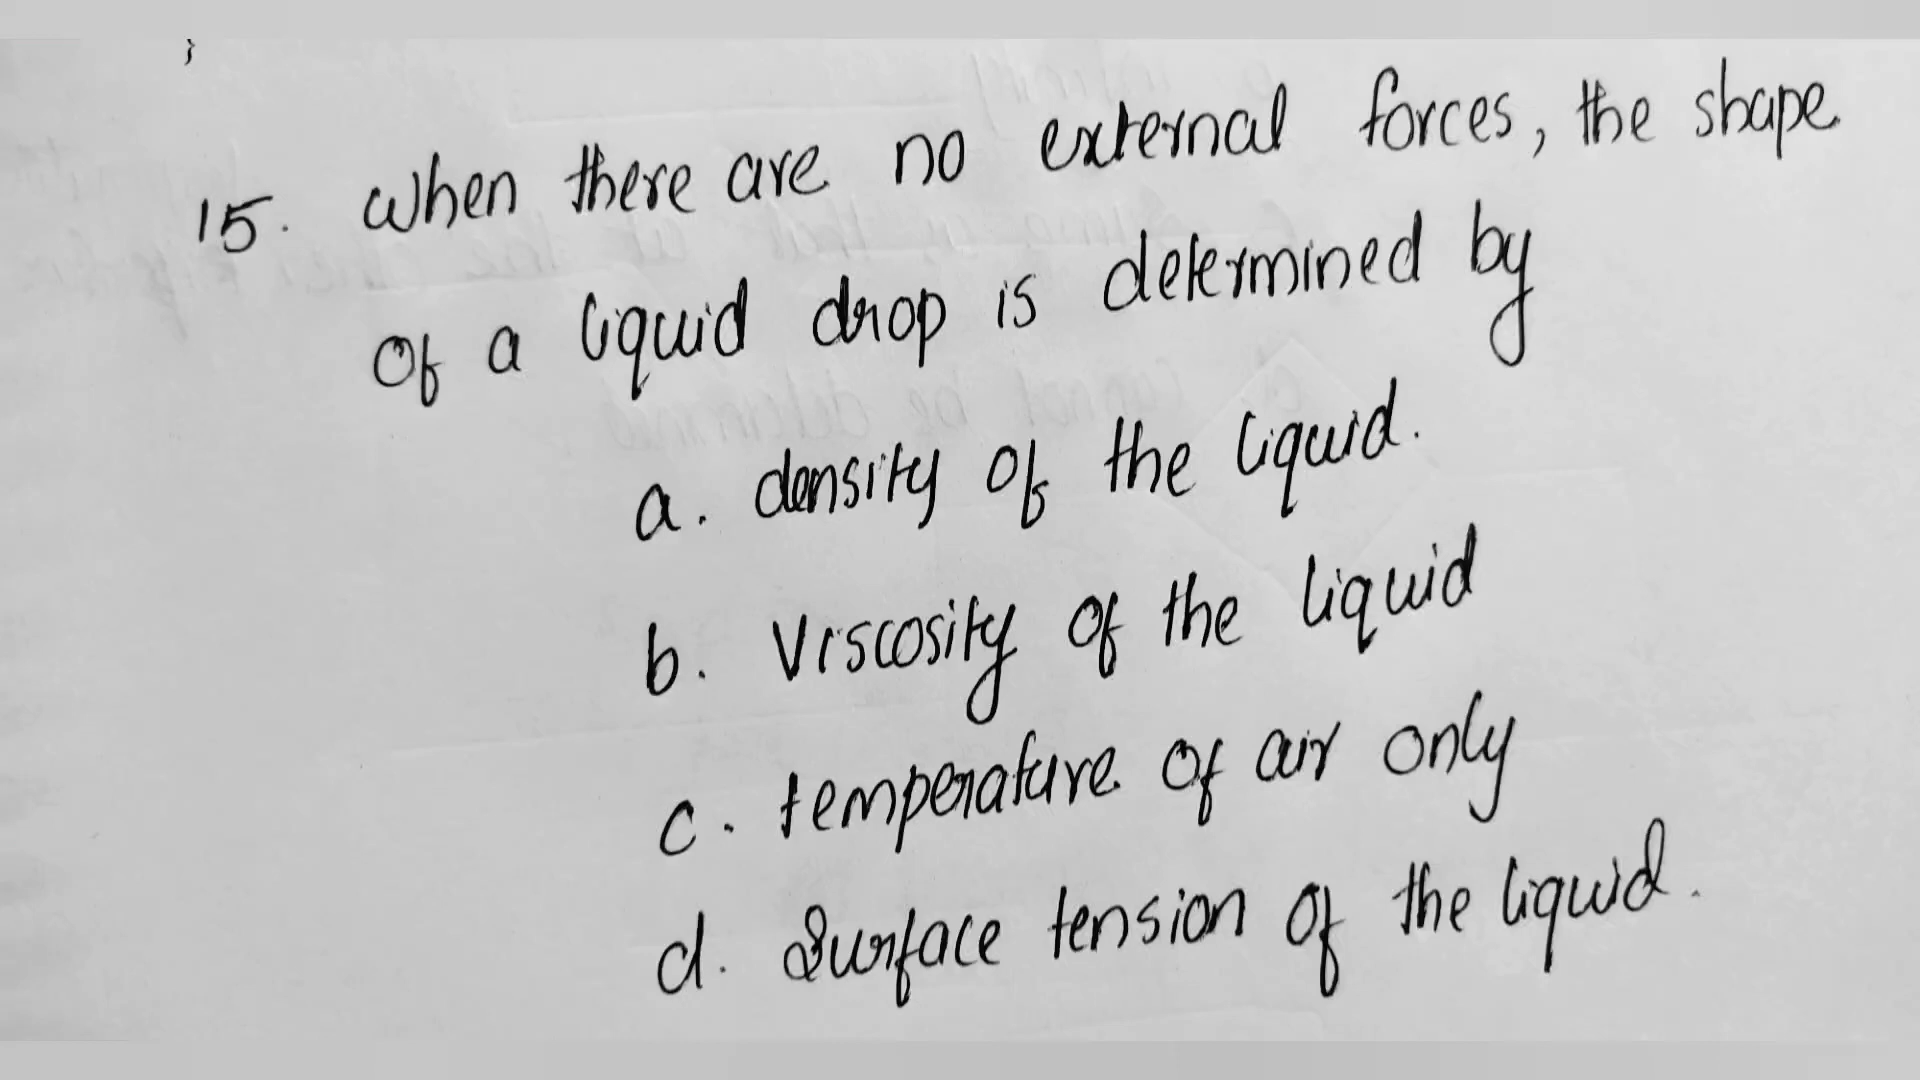 15. When there are no external forces, the shape
of a liquid drop is determined by
a. density of the liquid.
b. Viscosity of the liquid
c. temperature of air only
d. Surface tension of the liquid.